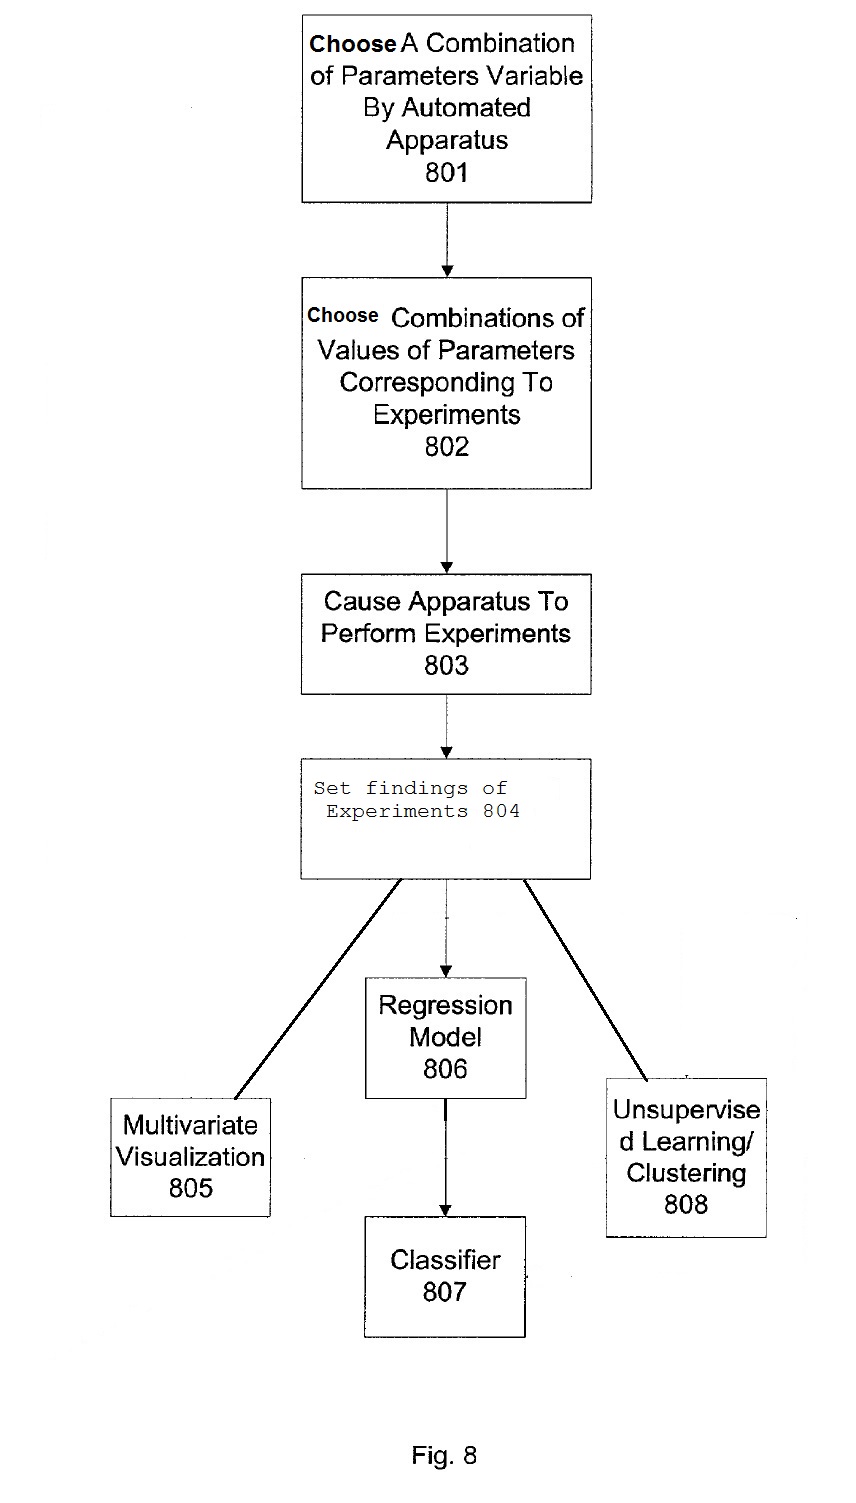 Choose A Combination
of Parameters Variable
By Automated
Apparatus
801
Choose Combinations of
Values of Parameters
Corresponding To
Experiments
802
Cause Apparatus To
Perform Experiments
803
Set findings of
Experiments 804
Regression
Model
806
Multivariate
Visualization
805
Unsupervise
d Learning/
Clustering
808
Classifier
807
Fig. 8